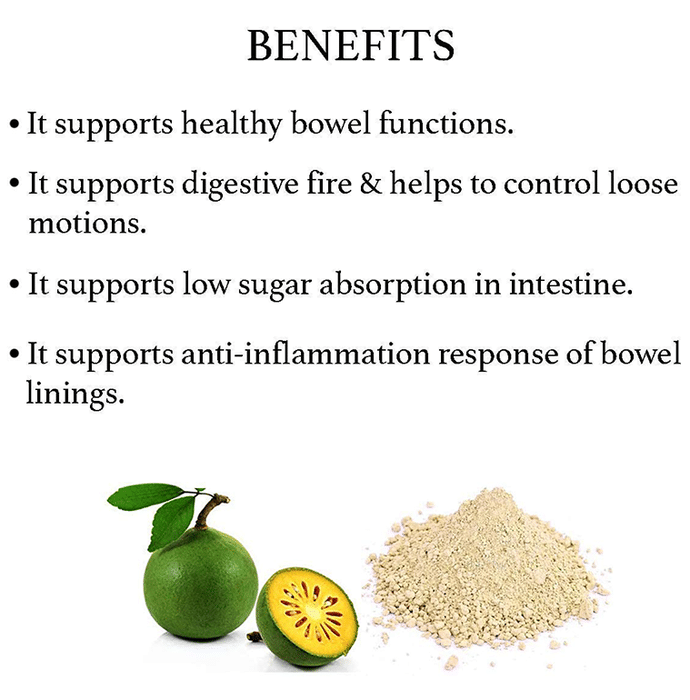 BENEFITS
• It supports healthy bowel functions.
• It supports digestive fire & helps to control loose
motions.
• It supports low sugar absorption in intestine.
• It supports anti-inflammation response of bowel
linings.